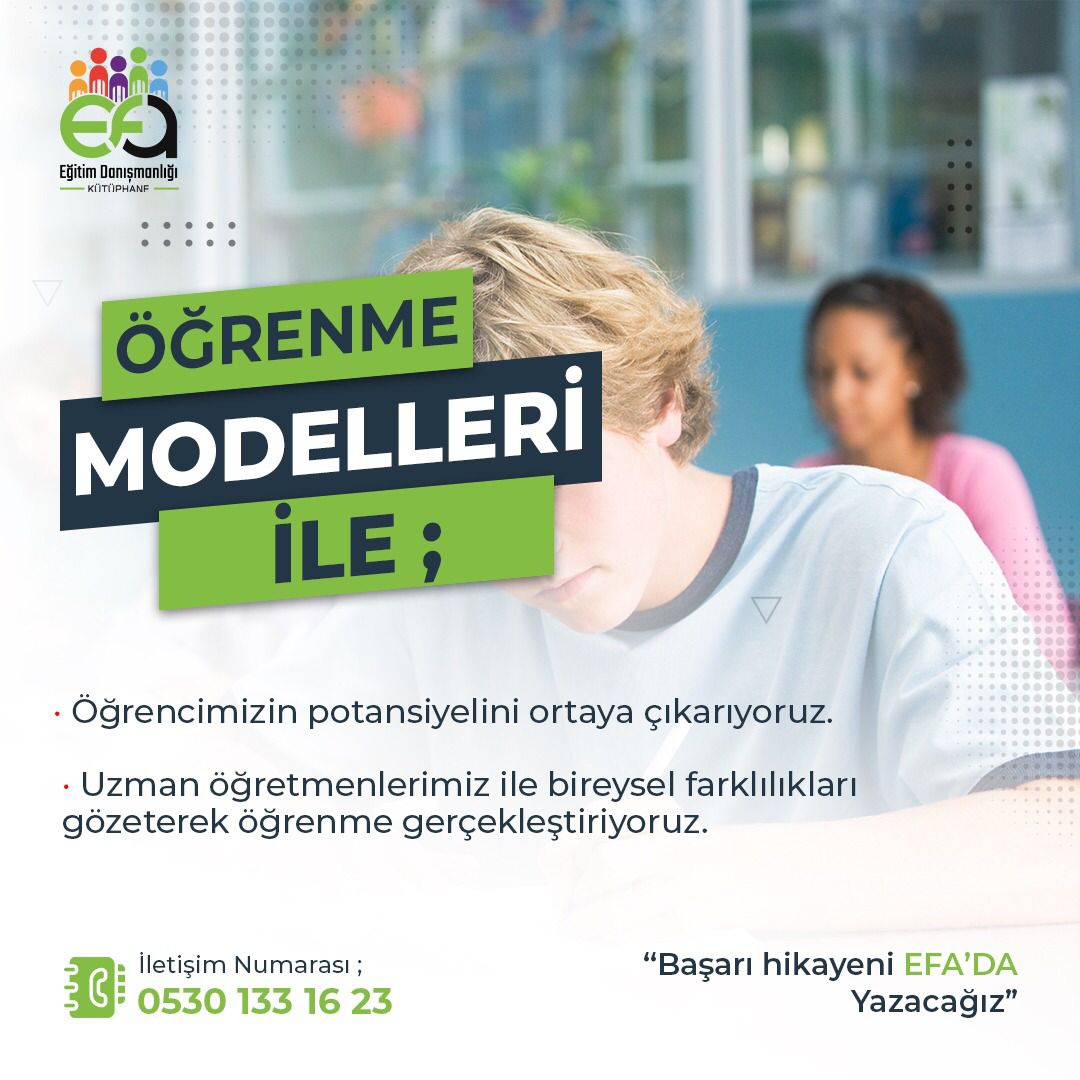 efa
Eğitim Danışmanlığı
KÜTÜPHANE
ÖĞRENME
MODELLERİ
İLE ;
· Öğrencimizin potansiyelini ortaya çıkarıyoruz.
· Uzman öğretmenlerimiz ile bireysel farklılıkları
gözeterek öğrenme gerçekleştiriyoruz.
İletişim Numarası ;
0530 133 16 23
“Başarı hikayeni EFA’DA
Yazacağız”